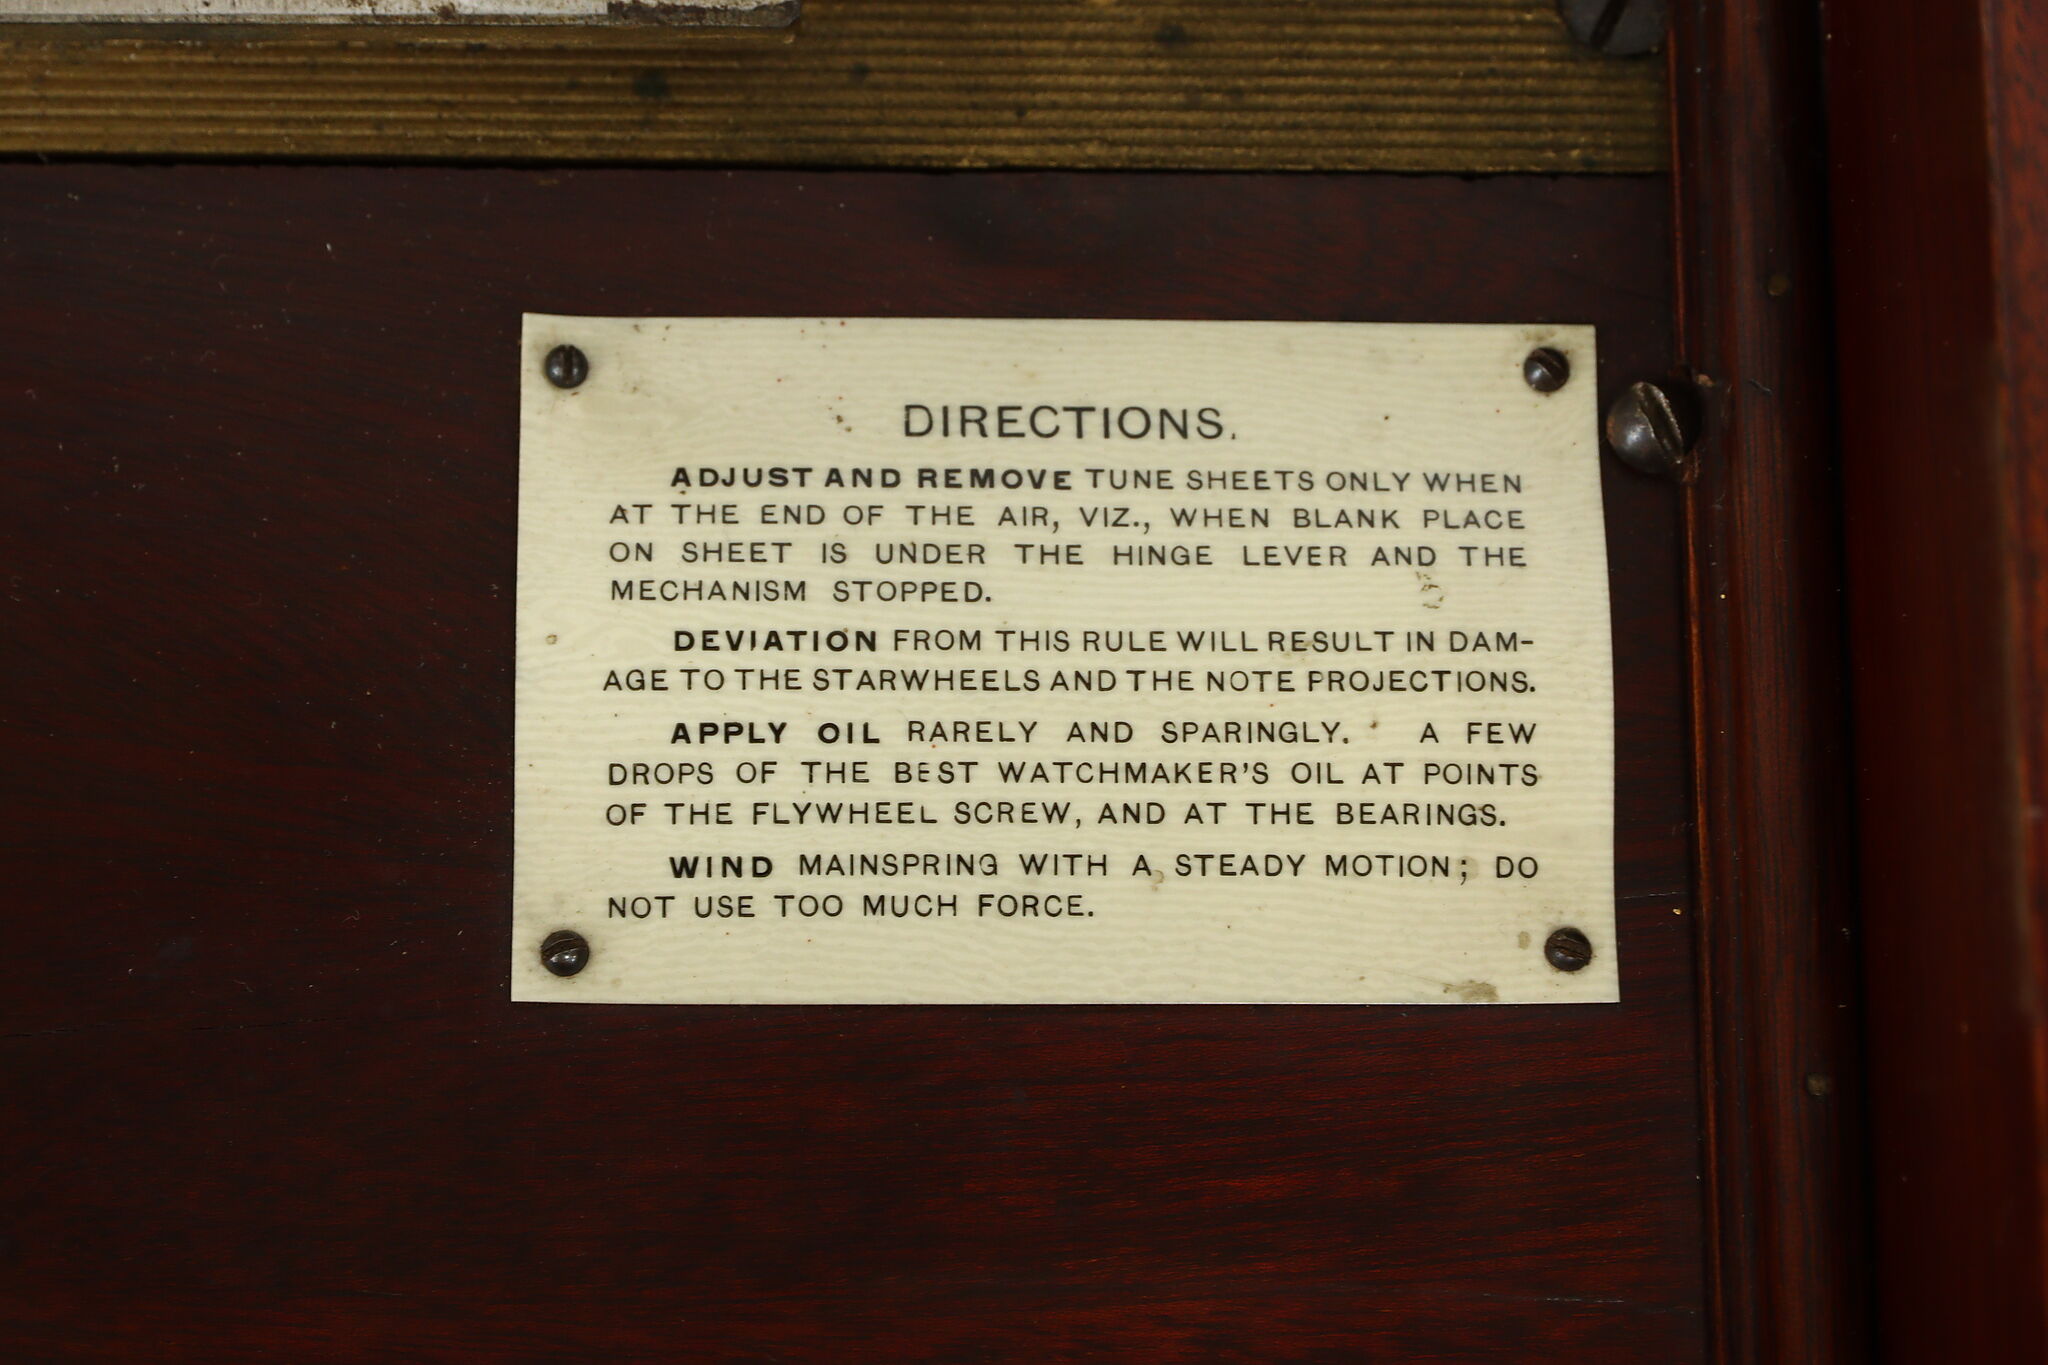 DIRECTIONS.
ADJUST AND REMOVE TUNE SHEETS ONLY WHEN
AT THE END OF THE AIR, VIZ., WHEN BLANK PLACE
ON SHEET IS UNDER THE HINGE LEVER AND THE
MECHANISM STOPPED.
DEVIATION FROM THIS RULE WILL RESULT IN DAM-
AGE TO THE STARWHEELS AND THE NOTE PROJECTIONS.
APPLY OIL RARELY AND SPARINGLY. A FEW
DROPS OF THE BEST WATCHMAKER'S OIL AT POINTS
OF THE FLYWHEEL SCREW, AND AT THE BEARINGS.
WIND MAINSPRING WITH A STEADY MOTION; DO
NOT USE TOO MUCH FORCE.